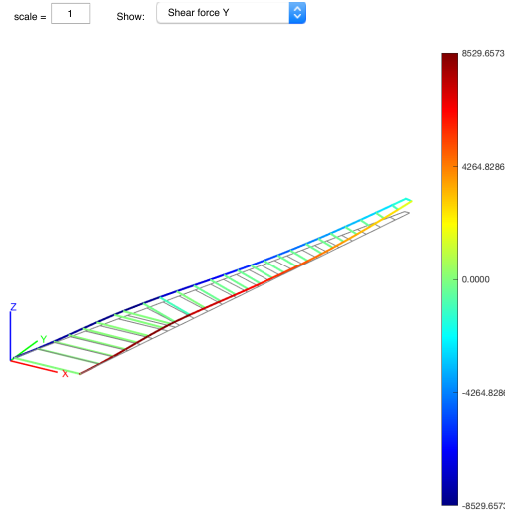 scale = 1 Show: Shear force Y
8529.6573
4264.8286
0.0000
-4264.8286
-8529.6573
Z
Y
X